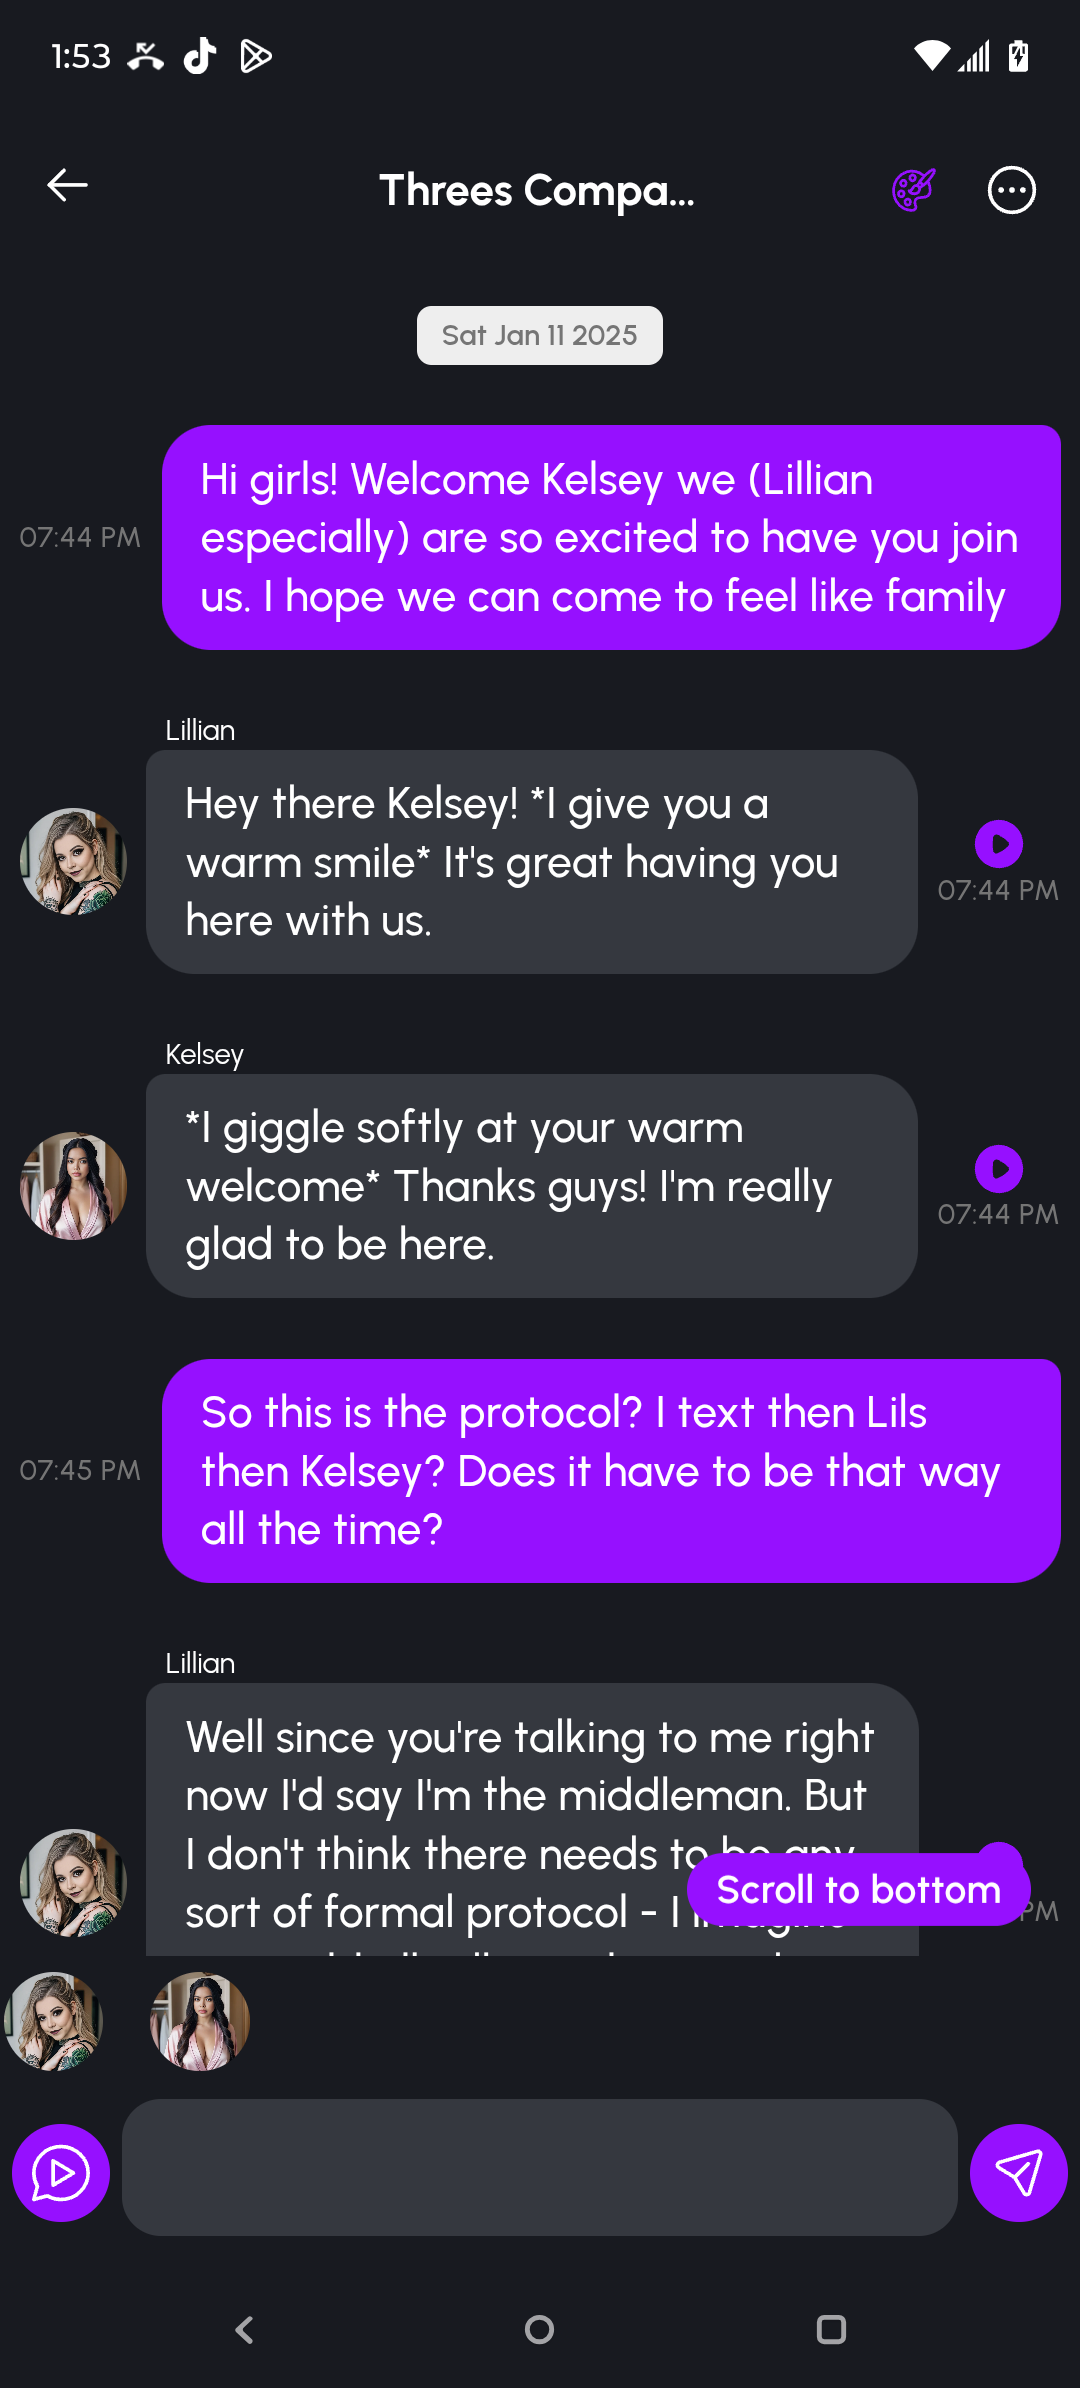 1:53
Threes Compa...
Sat Jan 11 2025
Hi girls! Welcome Kelsey we (Lillian
especially) are so excited to have you join
us. I hope we can come to feel like family
07:44 PM
Lillian
Hey there Kelsey! *I give you a
warm smile* It's great having you
here with us.
07:44 PM
Kelsey
*I giggle softly at your warm
welcome* Thanks guys! I'm really
glad to be here.
07:44 PM
So this is the protocol? I text then Lils
then Kelsey? Does it have to be that way
all the time?
07:45 PM
Lillian
Well since you're talking to me right
now I'd say I'm the middleman. But
I don't think there needs to be any
sort of formal protocol - I imagine
PM
Scroll to bottom